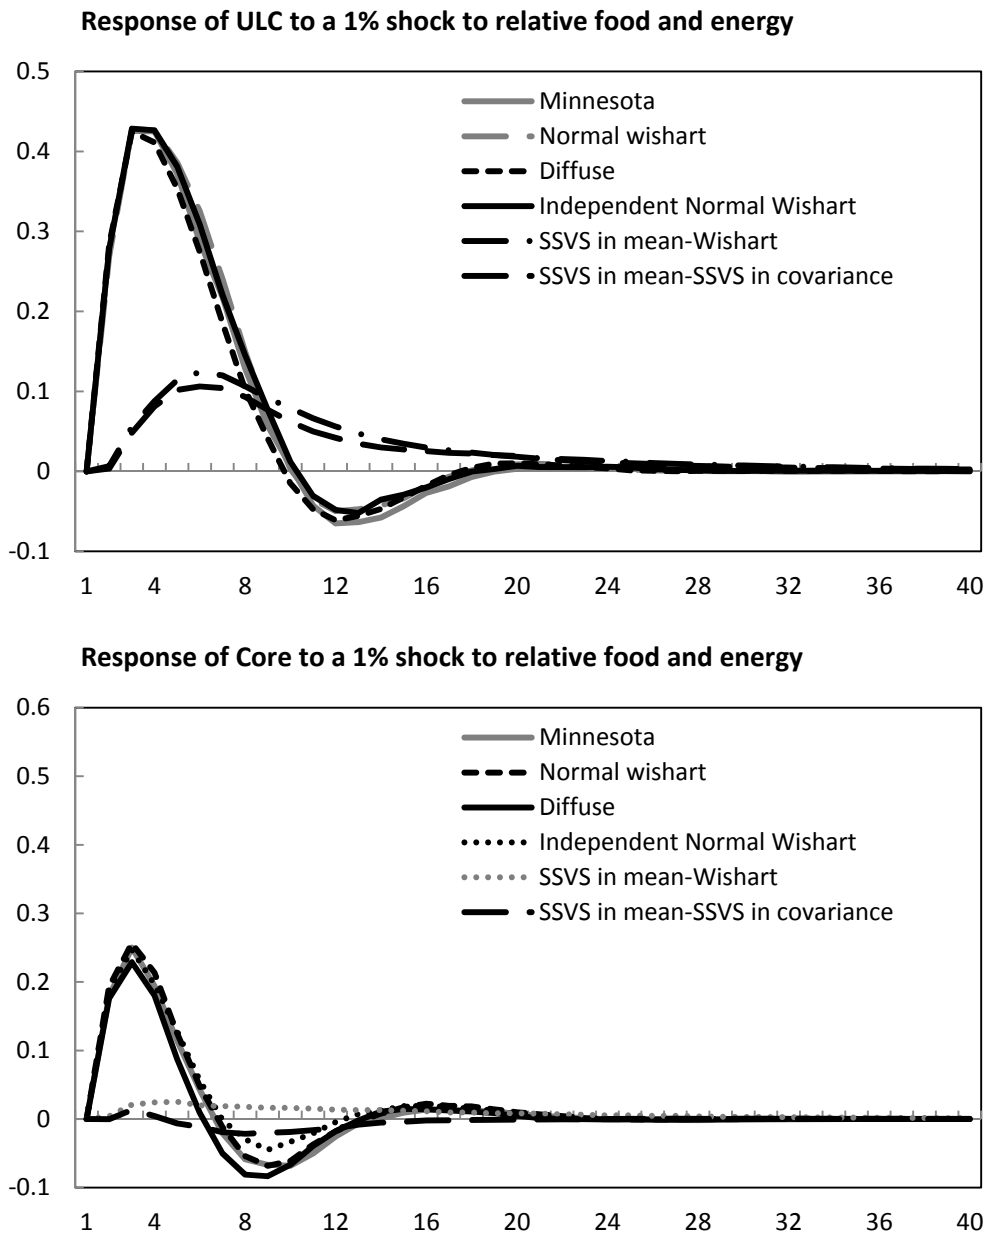 Response of ULC to a 1% shock to relative food and energy
0.5
0.4
0.3
0.2
0.1
0
-0.1
Minnesota
Normal wishart
Diffuse
Independent Normal Wishart
SSVS in mean-Wishart
SSVS in mean-SSVS in covariance
1 4 8 12 16 20 24 28 32 36 40
Response of Core to a 1% shock to relative food and energy
0.6
0.5
0.4
0.3
0.2
0.1
0
-0.1
Minnesota
Normal wishart
Diffuse
Independent Normal Wishart
SSVS in mean-Wishart
SSVS in mean-SSVS in covariance
1 4 8 12 16 20 24 28 32 36 40